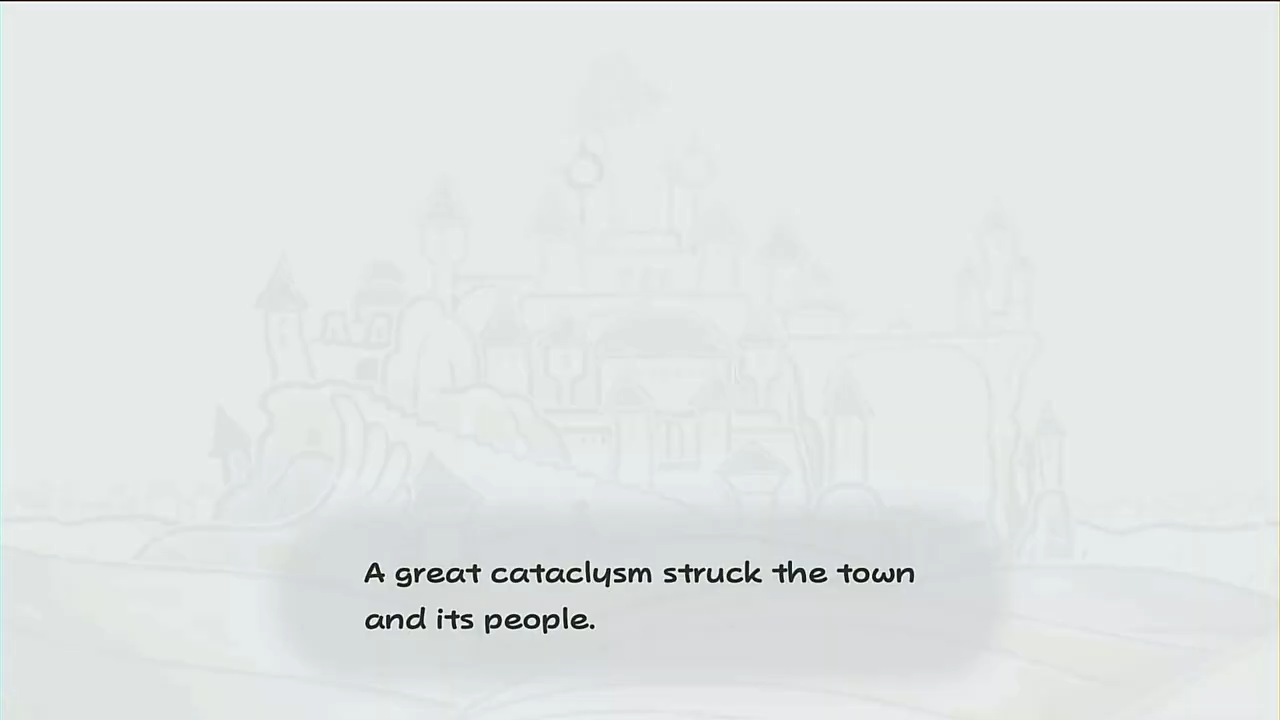 A great cataclysm struck the town
and its people.